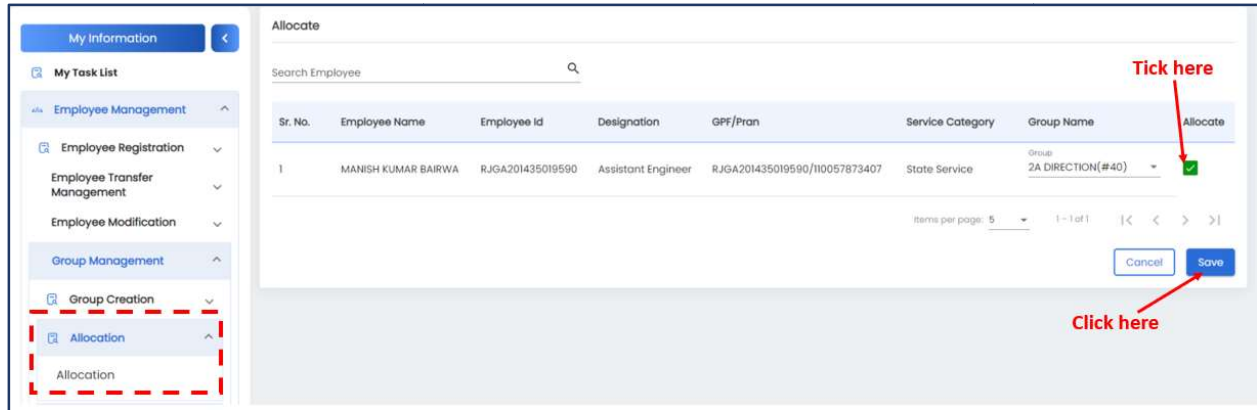 My Information
My Task List
Employee Management
Employee Registration
Employee Transfer
Management
Employee Modification
Group Management
Group Creation
Allocation
Allocation
Allocate
Search Employee
Tick here
Sr. No. Employee Name Employee Id Designation GPF/Pran Service Category Group Name Allocate
Group
1 MANISH KUMAR BAIRWA RJGA201435019590 Assistant Engineer RJGA201435019590/110057873407 State Service 2A DIRECTION(#40)
Items per page: 5 1 – 1 of 1
Cancel Save
Click here